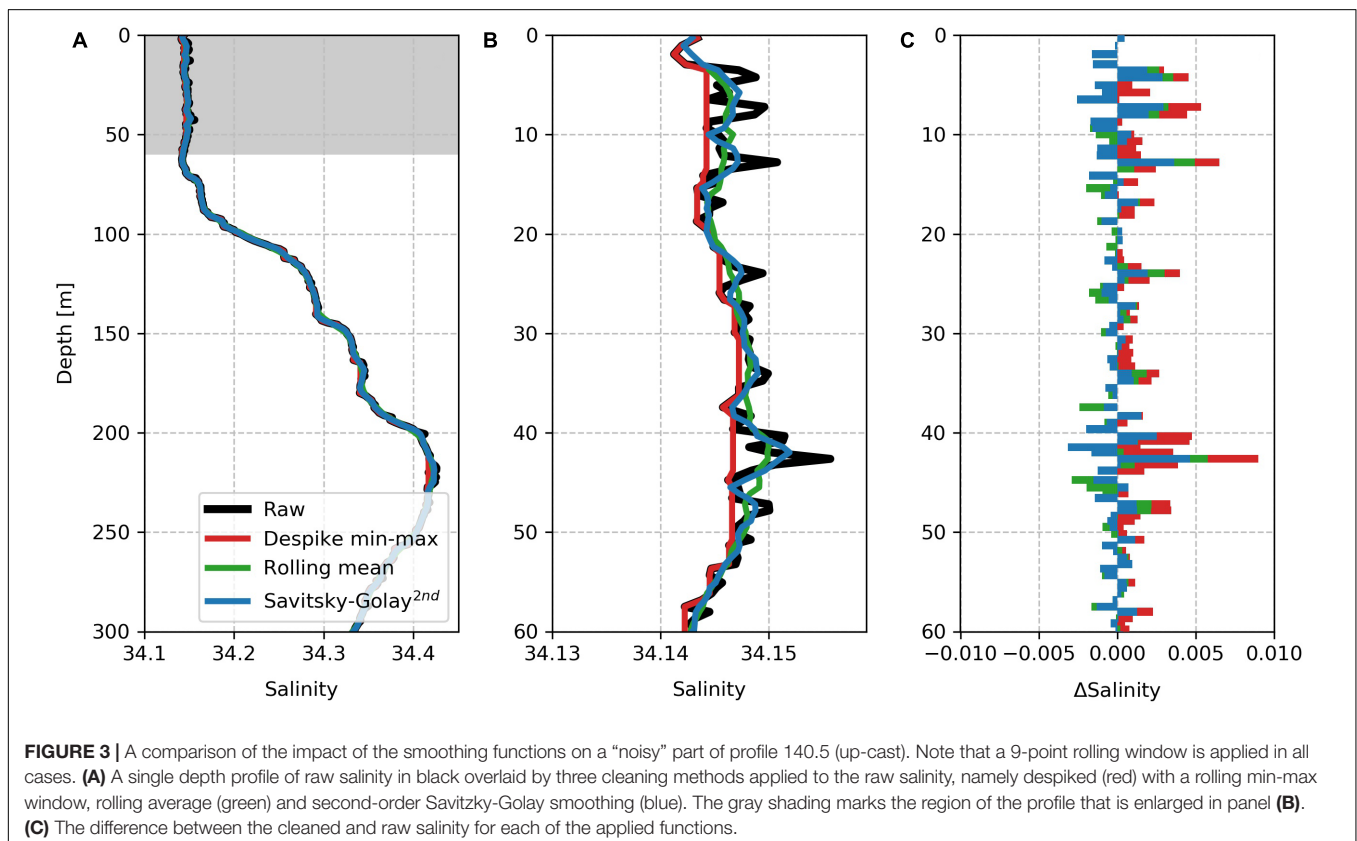 A
B
C
0
50
100
150
200
250
300
Depth [m]
34.1
34.2
34.3
34.4
Salinity
Raw
Despike min-max
Rolling mean
Savitsky-Golay2nd
0
10
20
30
40
50
60
34.13
34.14
34.15
Salinity
0
10
20
30
40
50
60
−0.010
−0.005
0.000
0.005
0.010
ΔSalinity
FIGURE 3 | A comparison of the impact of the smoothing functions on a “noisy” part of profile 140.5 (up-cast). Note that a 9-point rolling window is applied in all
cases. (A) A single depth profile of raw salinity in black overlaid by three cleaning methods applied to the raw salinity, namely despiked (red) with a rolling min-max
window, rolling average (green) and second-order Savitzky-Golay smoothing (blue). The gray shading marks the region of the profile that is enlarged in panel (B).
(C) The difference between the cleaned and raw salinity for each of the applied functions.